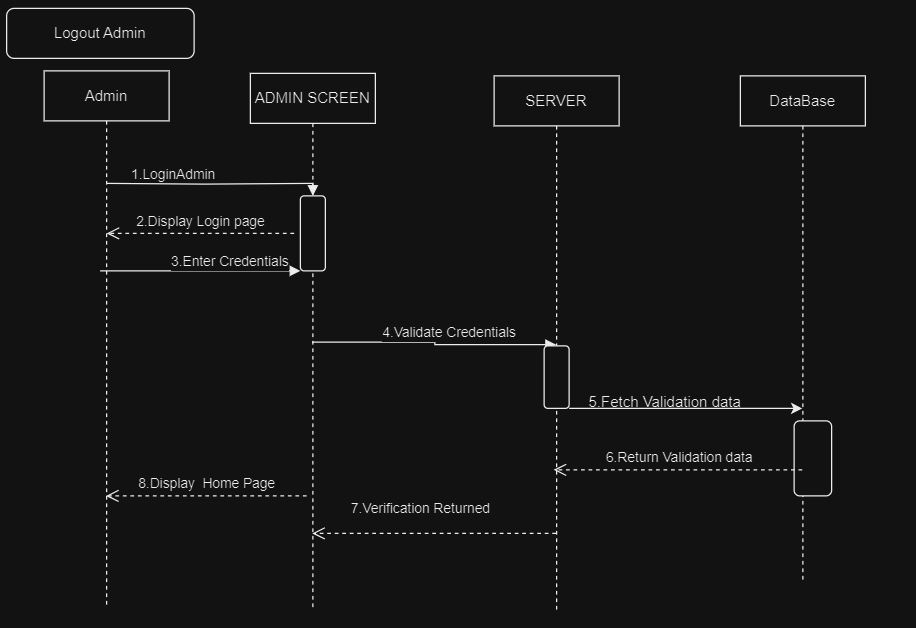 Logout Admin
Admin
ADMIN SCREEN
SERVER
DataBase
1.LoginAdmin
2.Display Login page
3.Enter Credentials
4.Validate Credentials
5.Fetch Validation data
6.Return Validation data
8.Display  Home Page
7.Verification Returned